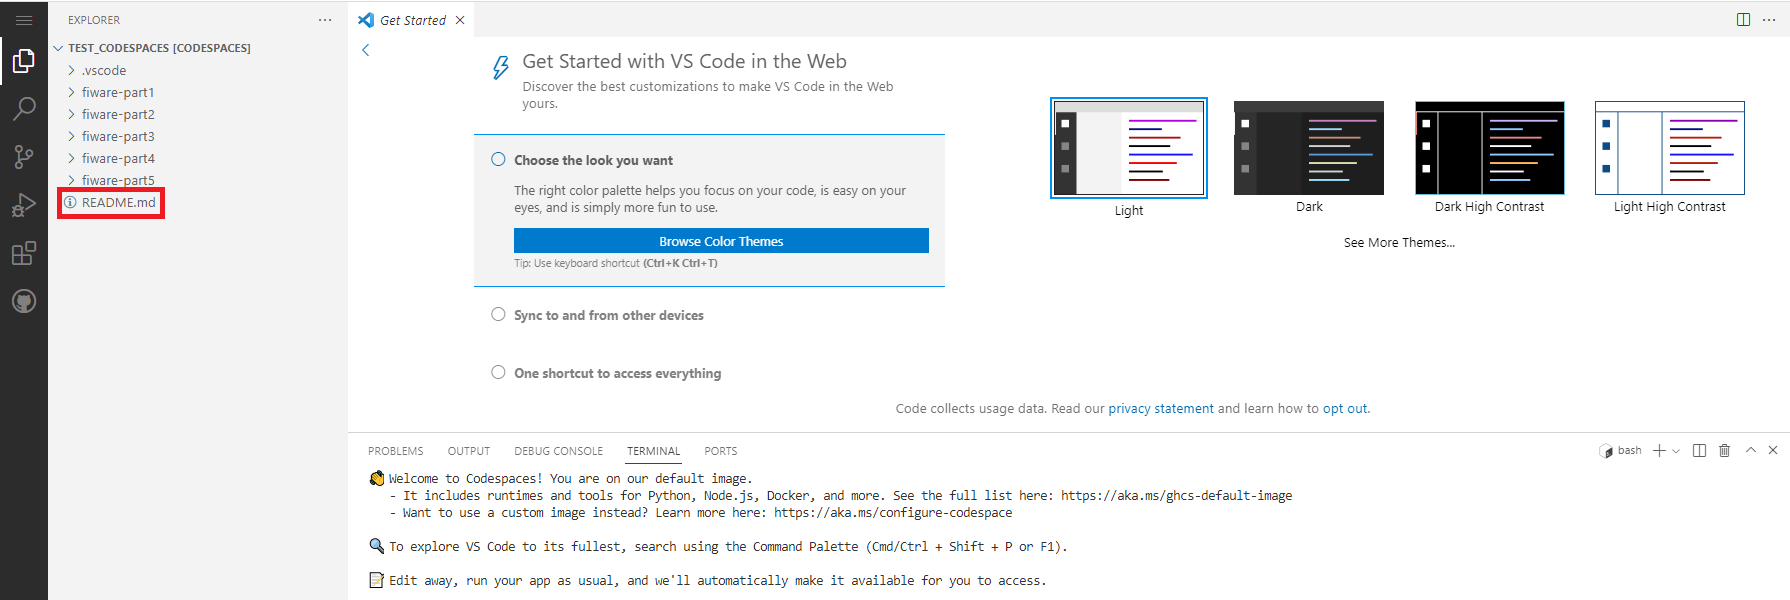 EXPLORER
TEST_CODESPACES [CODESPACES]
.vscode
fiware-part1
fiware-part2
fiware-part3
fiware-part4
fiware-part5
README.md
Get Started
Get Started with VS Code in the Web
Discover the best customizations to make VS Code in the Web
yours.
Choose the look you want
The right color palette helps you focus on your code, is easy on your
eyes, and is simply more fun to use.
Browse Color Themes
Tip: Use keyboard shortcut (Ctrl+K Ctrl+T)
Sync to and from other devices
One shortcut to access everything
Light
Dark
Dark High Contrast
Light High Contrast
See More Themes...
Code collects usage data. Read our privacy statement and learn how to opt out.
PROBLEMS OUTPUT DEBUG CONSOLE TERMINAL PORTS
bash
Welcome to Codespaces! You are on our default image.
- It includes runtimes and tools for Python, Node.js, Docker, and more. See the full list here: https://aka.ms/ghcs-default-image
- Want to use a custom image instead? Learn more here: https://aka.ms/configure-codespace
To explore VS Code to its fullest, search using the Command Palette (Cmd/Ctrl + Shift + P or F1).
Edit away, run your app as usual, and we'll automatically make it available for you to access.